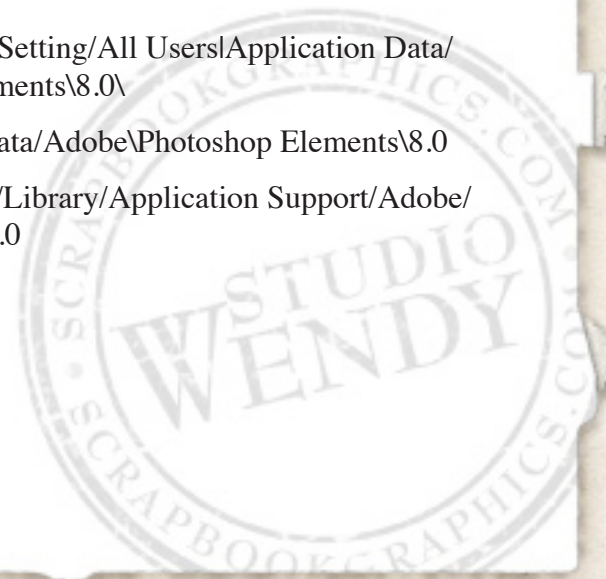 Setting/All Users|Application Data/
ments\8.0\
ata/Adobe\Photoshop Elements\8.0
/Library/Application Support/Adobe/
.0
SCRAPBOOKGRAPHICS.COM •
SCRAPBOOKGRAPHICS.CO
STUDIO
WENDY